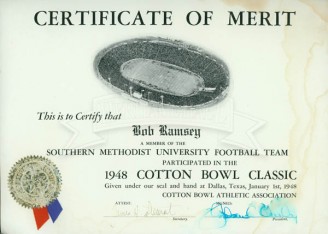 CERTIFICATE OF MERIT
This is to Certify that
Bob Ramsey
A MEMBER OF THE
SOUTHERN METHODIST UNIVERSITY FOOTBALL TEAM
PARTICIPATED IN THE
1948 COTTON BOWL CLASSIC
Given under our seal and hand at Dallas, Texas, January 1st, 1948
COTTON BOWL ATHLETIC ASSOCIATION
ATTEST:
SIGNED:
Secretary
President